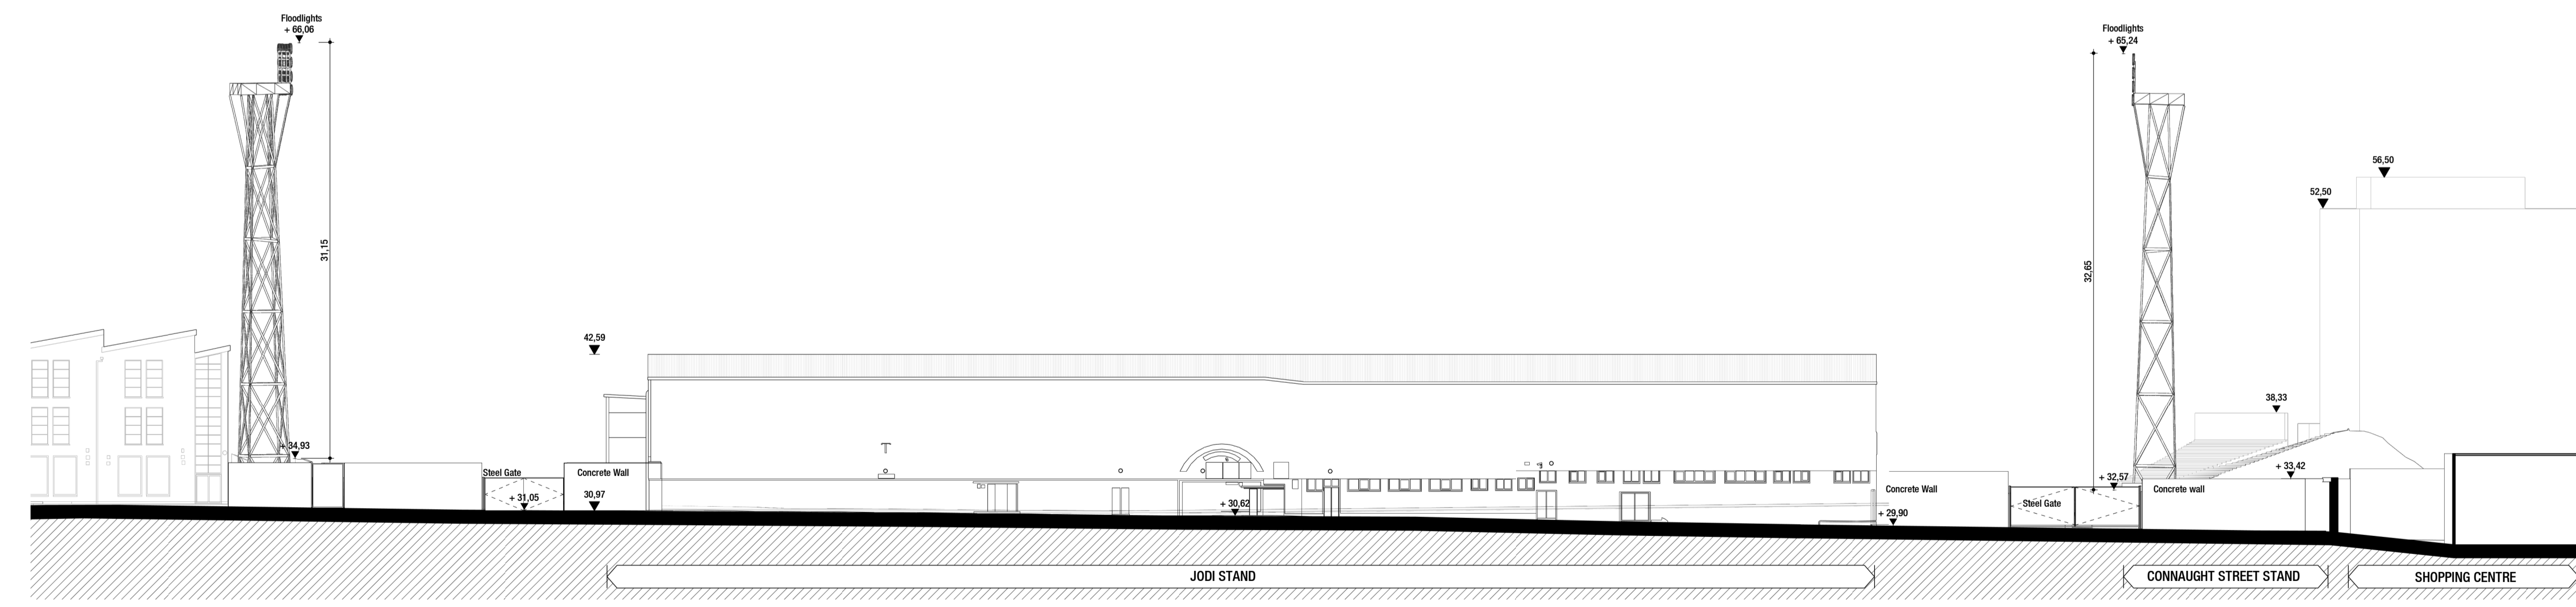 Floodlights
+ 66,06
31,15
+ 34,93
Steel Gate
+ 31,05
42,59
Concrete Wall
30,97
+ 30,62
JODI STAND
Concrete Wall
+ 29,90
Steel Gate
Floodlights
+ 65,24
32,65
+ 32,57
Concrete wall
56,50
52,50
38,33
+ 33,42
CONNAUGHT STREET STAND
SHOPPING CENTRE